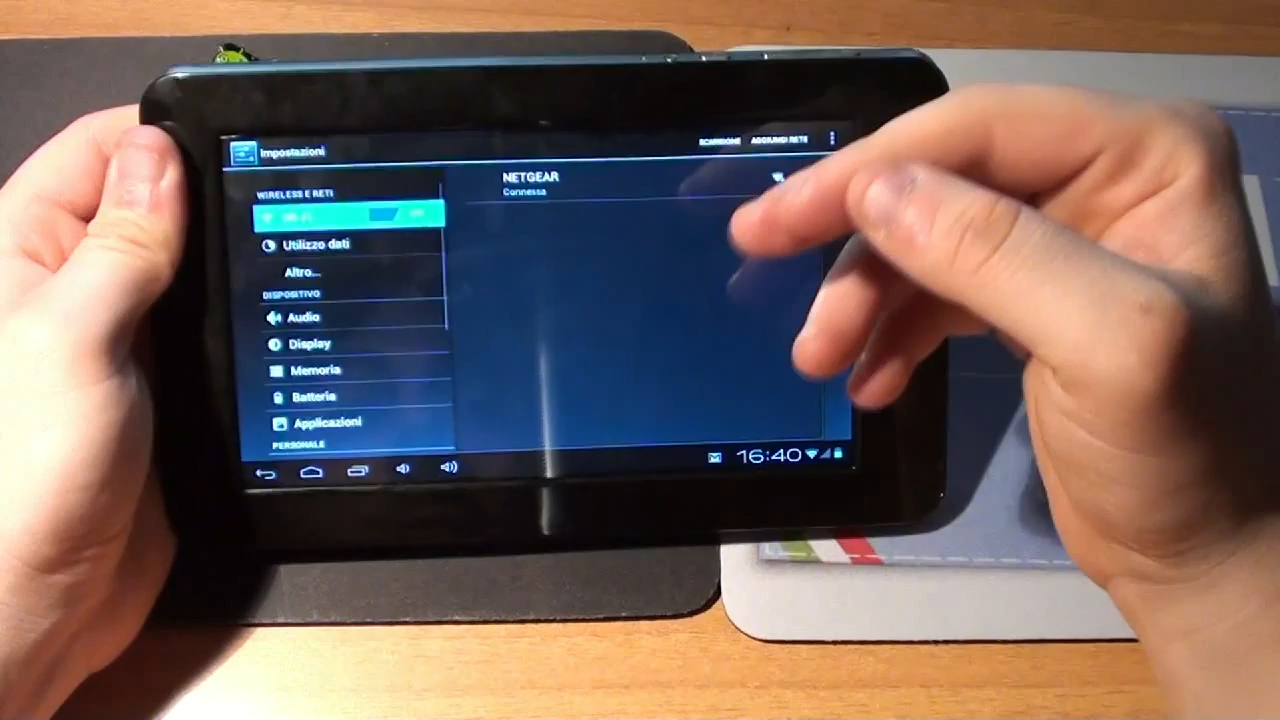 Impostazioni
AGGIUNGI RETE
WIRELESS E RETI
Utilizzo dati
Altro...
DISPOSITIVO
Audio
Display
Memoria
Batteria
Applicazioni
PERSONALE
NETGEAR
Connessa
16:40